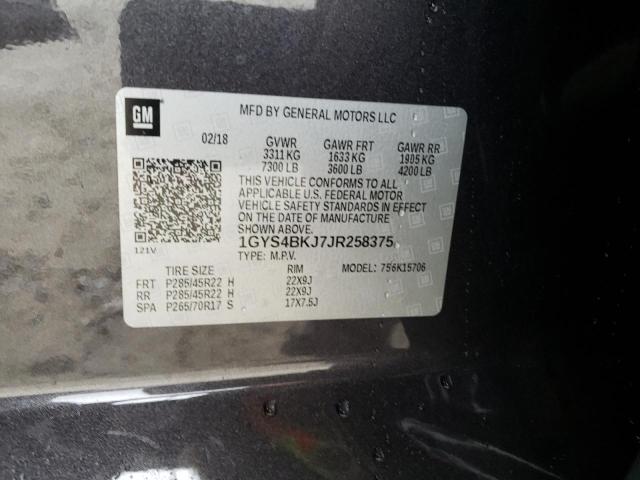 GM
MFD BY GENERAL MOTORS LLC
02/18 GVWR GAWR FRT GAWR RR
3311 KG 1633 KG 1905 KG
7300 LB 3600 LB 4200 LB
THIS VEHICLE CONFORMS TO ALL
APPLICABLE U.S. FEDERAL MOTOR
VEHICLE SAFETY STANDARDS IN EFFECT
ON THE DATE OF MANUFACTURE
SHOWN ABOVE.
1GYS4BKJ7JR258375
121V TYPE: M.P.V. MODEL: 756K15706
TIRE SIZE RIM
FRT P285/45R22 H 22X9J
RR P285/45R22 H 22X9J
SPA P265/70R17 S 17X7.5J